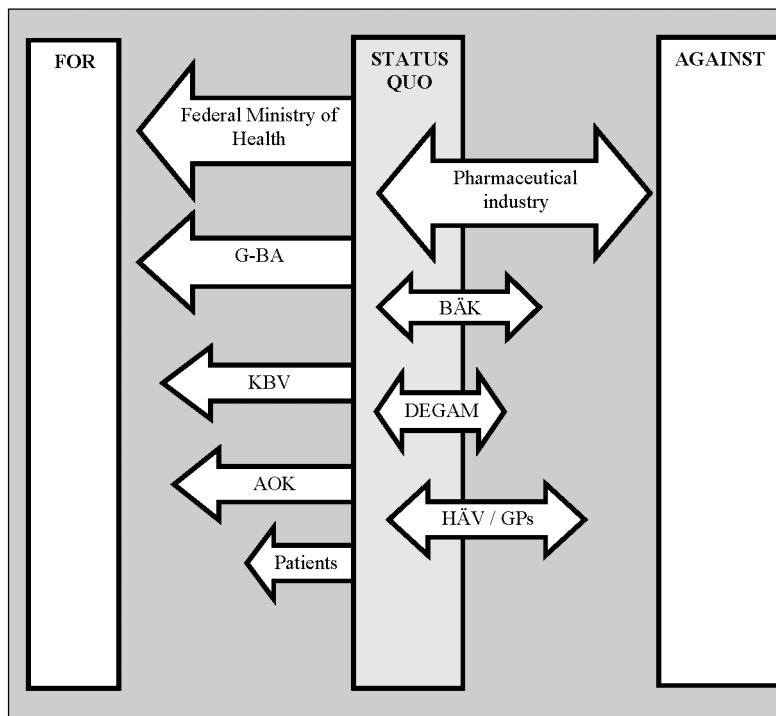 FOR
STATUS
QUO
AGAINST
Federal Ministry of
Health
Pharmaceutical
industry
G-BA
BÄK
KBV
DEGAM
AOK
HÄV / GPs
Patients